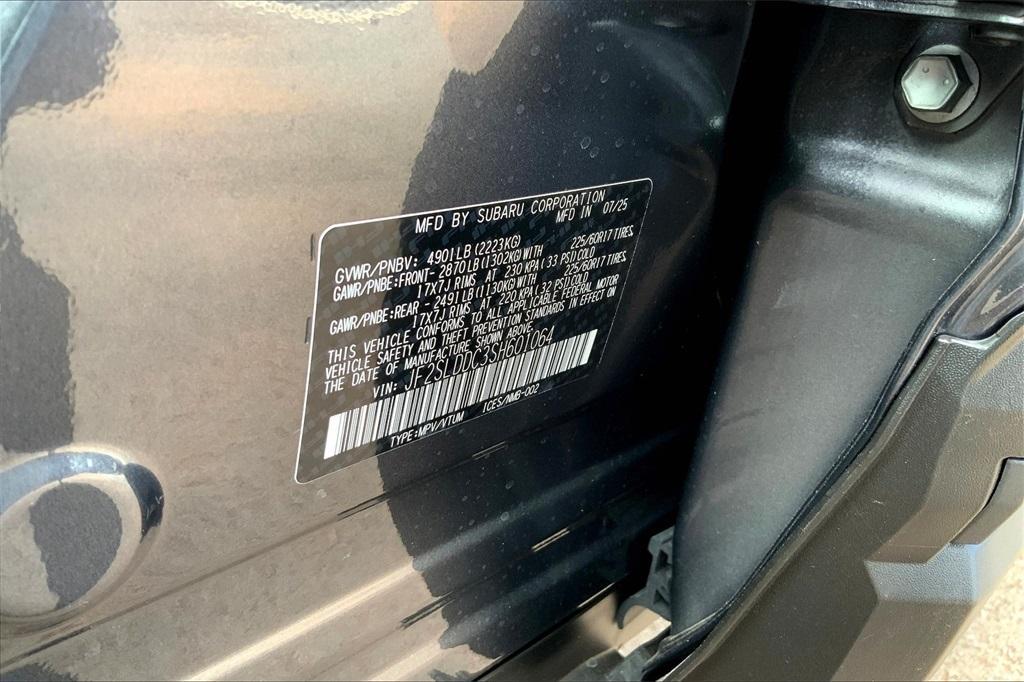 MFD BY SUBARU CORPORATION
MFD IN 07/25
GVWR/PNBV: 4901LB(2223KG)
GAWR/PNBE:FRONT- 2870LB(1302KG)WITH 225/60R17 TIRES,
17X7J RIMS AT 230 KPA(33 PSI)COLD
GAWR/PNBE:REAR - 2491LB(1130KG)WITH 225/60R17 TIRES,
17X7J RIMS AT 220 KPA(32 PSI)COLD
THIS VEHICLE CONFORMS TO ALL APPLICABLE FEDERAL MOTOR
VEHICLE SAFETY AND THEFT PREVENTION STANDARDS IN EFFECT ON
THE DATE OF MANUFACTURE SHOWN ABOVE.
VIN: JF2SLDDC3SH601064
TYPE:MPV/VTUM ICES/NMB-002